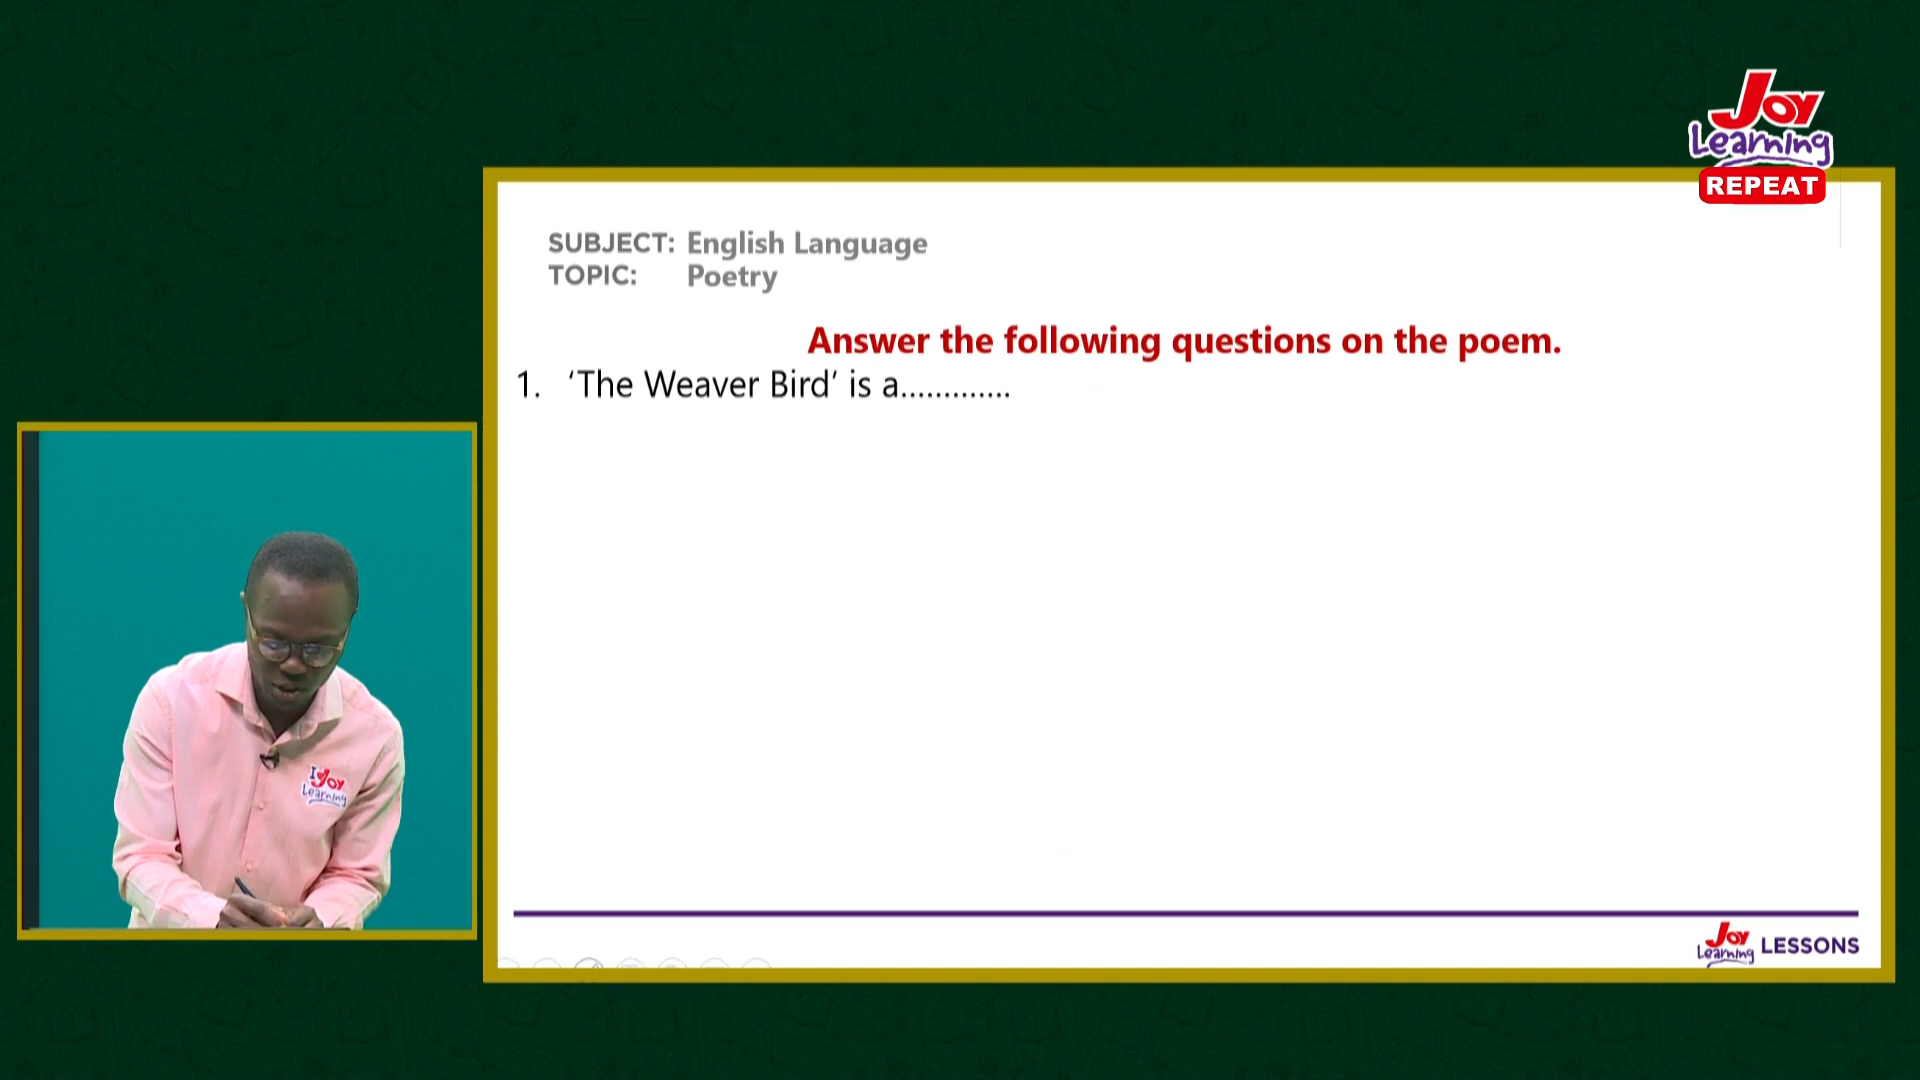 Joy
Learning
REPEAT
SUBJECT: English Language
TOPIC: Poetry
Answer the following questions on the poem.
1. ‘The Weaver Bird’ is a.............
I Joy
Learning
Joy
Learning LESSONS